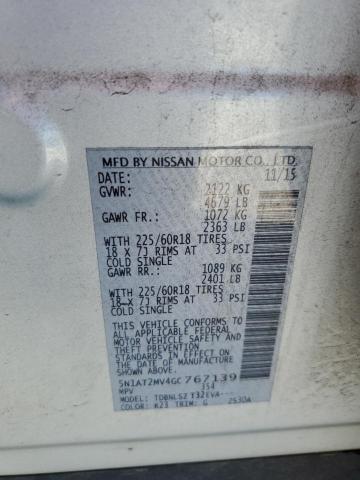 MFD BY NISSAN MOTOR CO., LTD.
DATE: 11/15
GVWR: 2122 KG
4679 LB
GAWR FR: 1072 KG
2363 LB
WITH 225/60R18 TIRES
18 X 7J RIMS AT 33 PSI
COLD SINGLE
GAWR RR: 1089 KG
2401 LB
WITH 225/60R18 TIRES
18 X 7J RIMS AT 33 PSI
COLD SINGLE
THIS VEHICLE CONFORMS TO ALL
APPLICABLE U.S. FEDERAL
MOTOR VEHICLE SAFETY
AND THEFT PREVENTION
STANDARDS IN EFFECT ON THE
DATE OF MANUFACTURE
5N1AT2MV4GC767139
MPV 354
MODEL: TDBNLSZ T32EVA---
COLOR: K23 TRIM: G 2530A